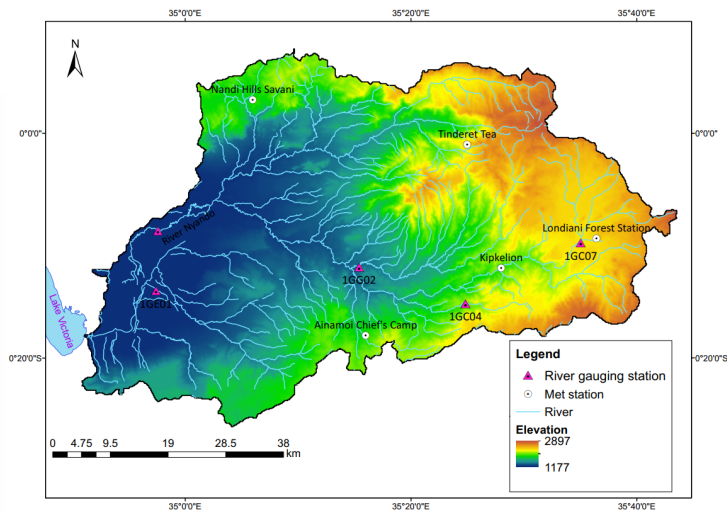 35°0'0"E 35°20'0"E 35°40'0"E
N
Nandi Hills Savani
0°0'0" 0°0'0"
Tinderet Tea
River Nyando
Londiani Forest Station
1GC07
Kipkelion
1GG02
1GE01
1GC04
Lake Victoria
Ainamoi Chief's Camp
0°20'0"S 0°20'0"S
Legend
River gauging station
Met station
River
Elevation
2897
1177
0 4.75 9.5 19 28.5 38
km
35°0'0"E 35°20'0"E 35°40'0"E